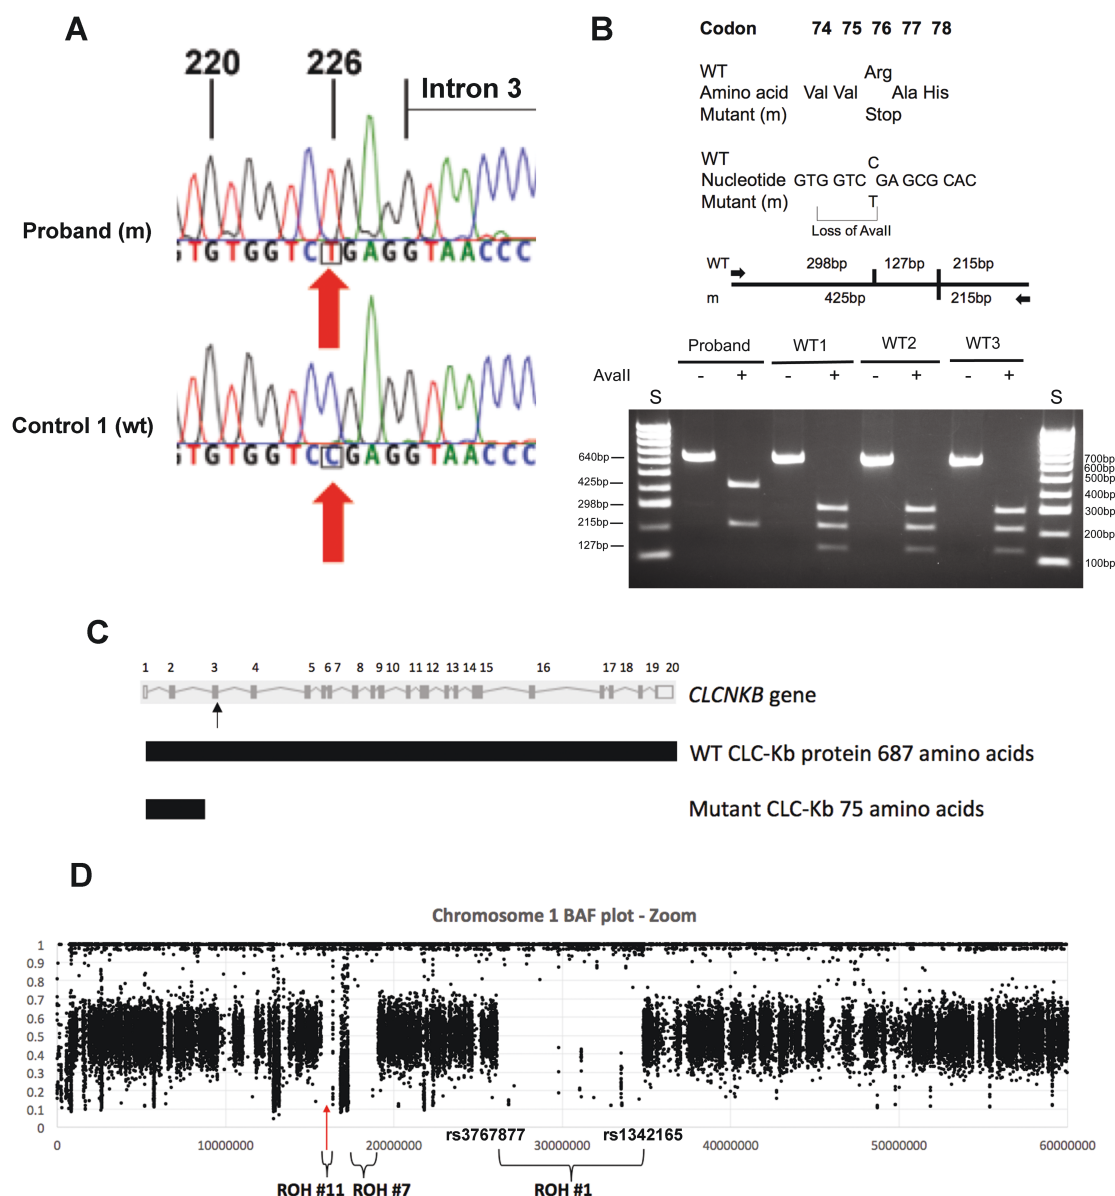 A
220 226
Intron 3
Proband (m)
G T G T G G T C T G A G G T A A C C C
Control 1 (wt)
G T G T G G T C C G A G G T A A C C C
B
Codon 74 75 76 77 78
WT Arg
Amino acid Val Val Ala His
Mutant (m) Stop
WT C
Nucleotide GTG GTC GA GCG CAC
Mutant (m) T
Loss of AvaII
WT 298bp 127bp 215bp
m 425bp 215bp
Proband WT1 WT2 WT3
AvaII - + - + - + - +
S S
640bp
425bp
298bp
215bp
127bp
700bp
600bp
500bp
400bp
300bp
200bp
100bp
C
1 2 3 4 5 6 7 8 9 10 11 12 13 14 15 16 17 18 19 20
CLCNKB gene
WT CLC-Kb protein 687 amino acids
Mutant CLC-Kb 75 amino acids
D
Chromosome 1 BAF plot - Zoom
1
0.9
0.8
0.7
0.6
0.5
0.4
0.3
0.2
0.1
0
rs3767877 rs1342165
0 10000000 20000000 30000000 40000000 50000000 60000000
ROH #11 ROH #7 ROH #1